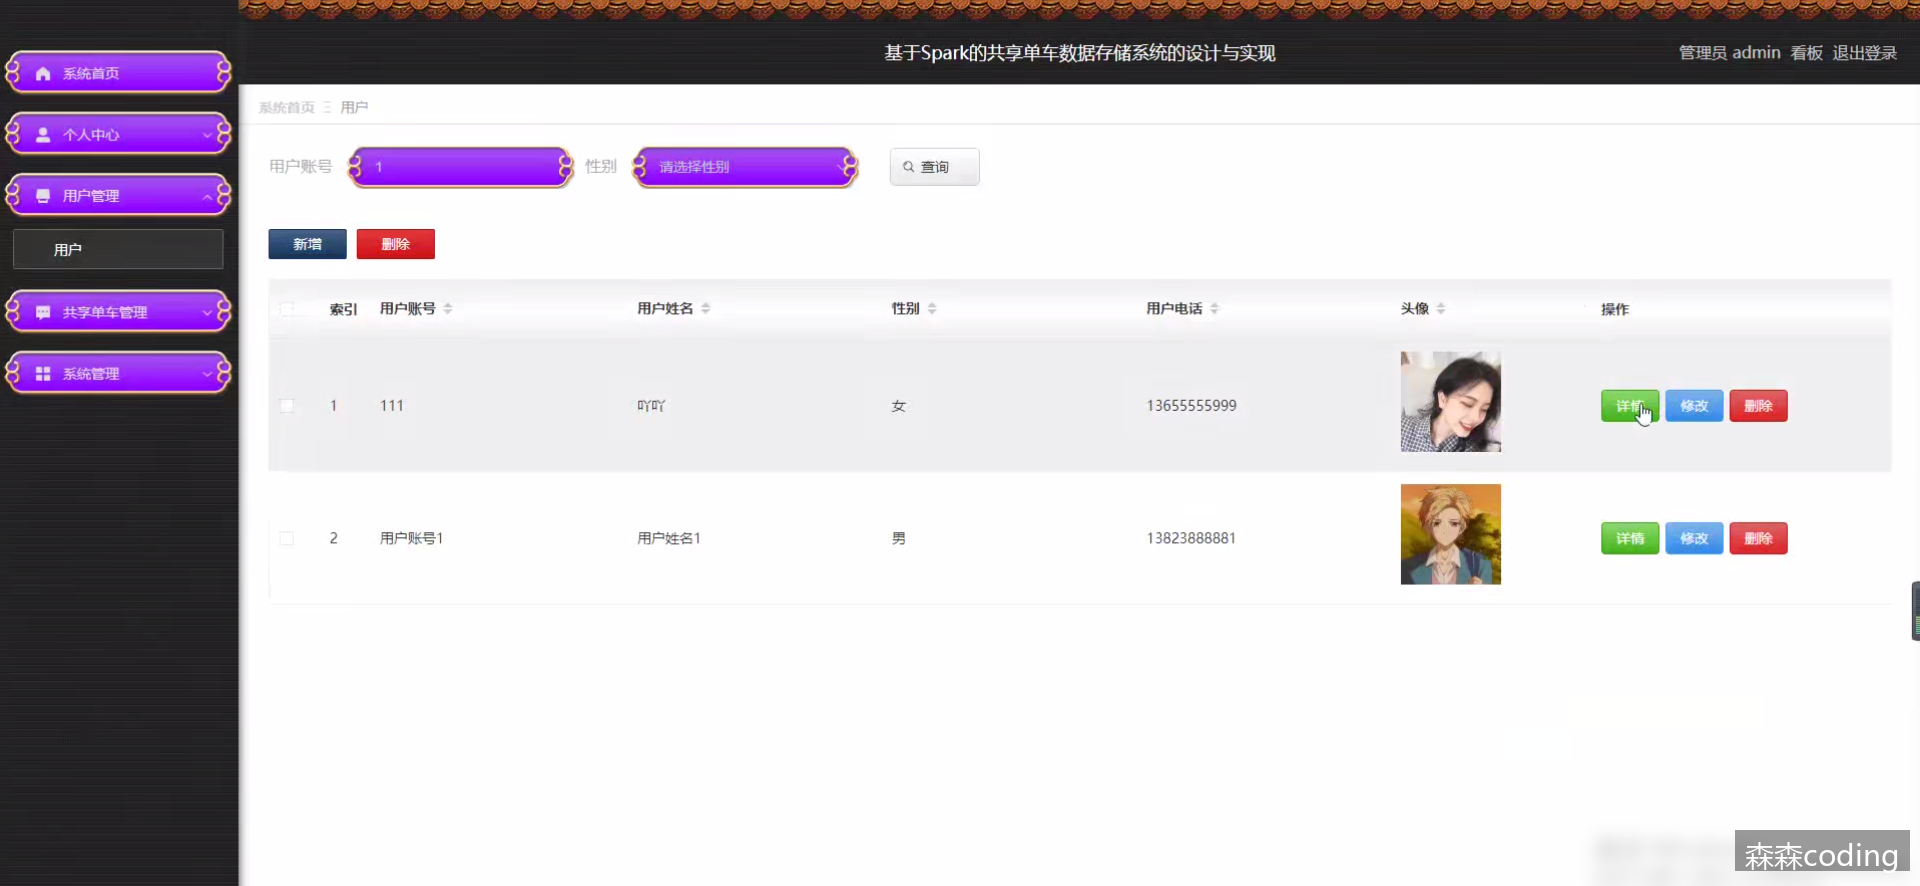 基于Spark的共享单车数据存储系统的设计与实现
管理员 admin 看板 退出登录
系统首页
个人中心
用户管理
用户
共享单车管理
系统管理
系统首页 用户
用户账号 1 性别 请选择性别 查询
新增 删除
索引 用户账号 用户姓名 性别 用户电话 头像 操作
1 111 吖吖 女 13655555999 详情 修改 删除
2 用户账号1 用户姓名1 男 13823888881 详情 修改 删除
森森coding